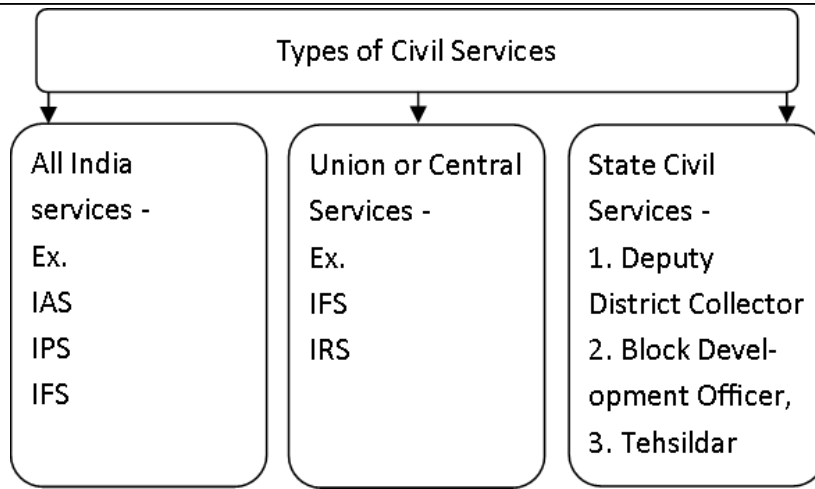 Types of Civil Services
All India
services -
Ex.
IAS
IPS
IFS
Union or Central
Services -
Ex.
IFS
IRS
State Civil
Services -
1. Deputy
District Collector
2. Block Devel-
opment Officer,
3. Tehsildar